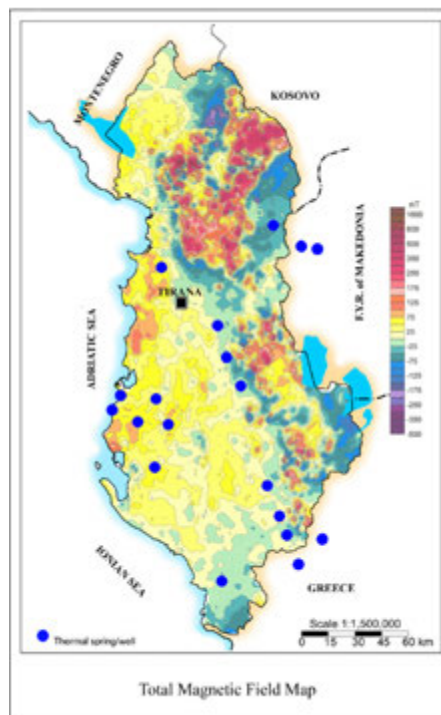 MONTENEGRO
KOSOVO
nT
F.Y.R. of MAKEDONIA
TIRANA
ADRIATIC SEA
IONIAN SEA
GREECE
Thermal spring/well
Scale 1:1,500,000
0 15 30 45 60 km
Total Magnetic Field Map